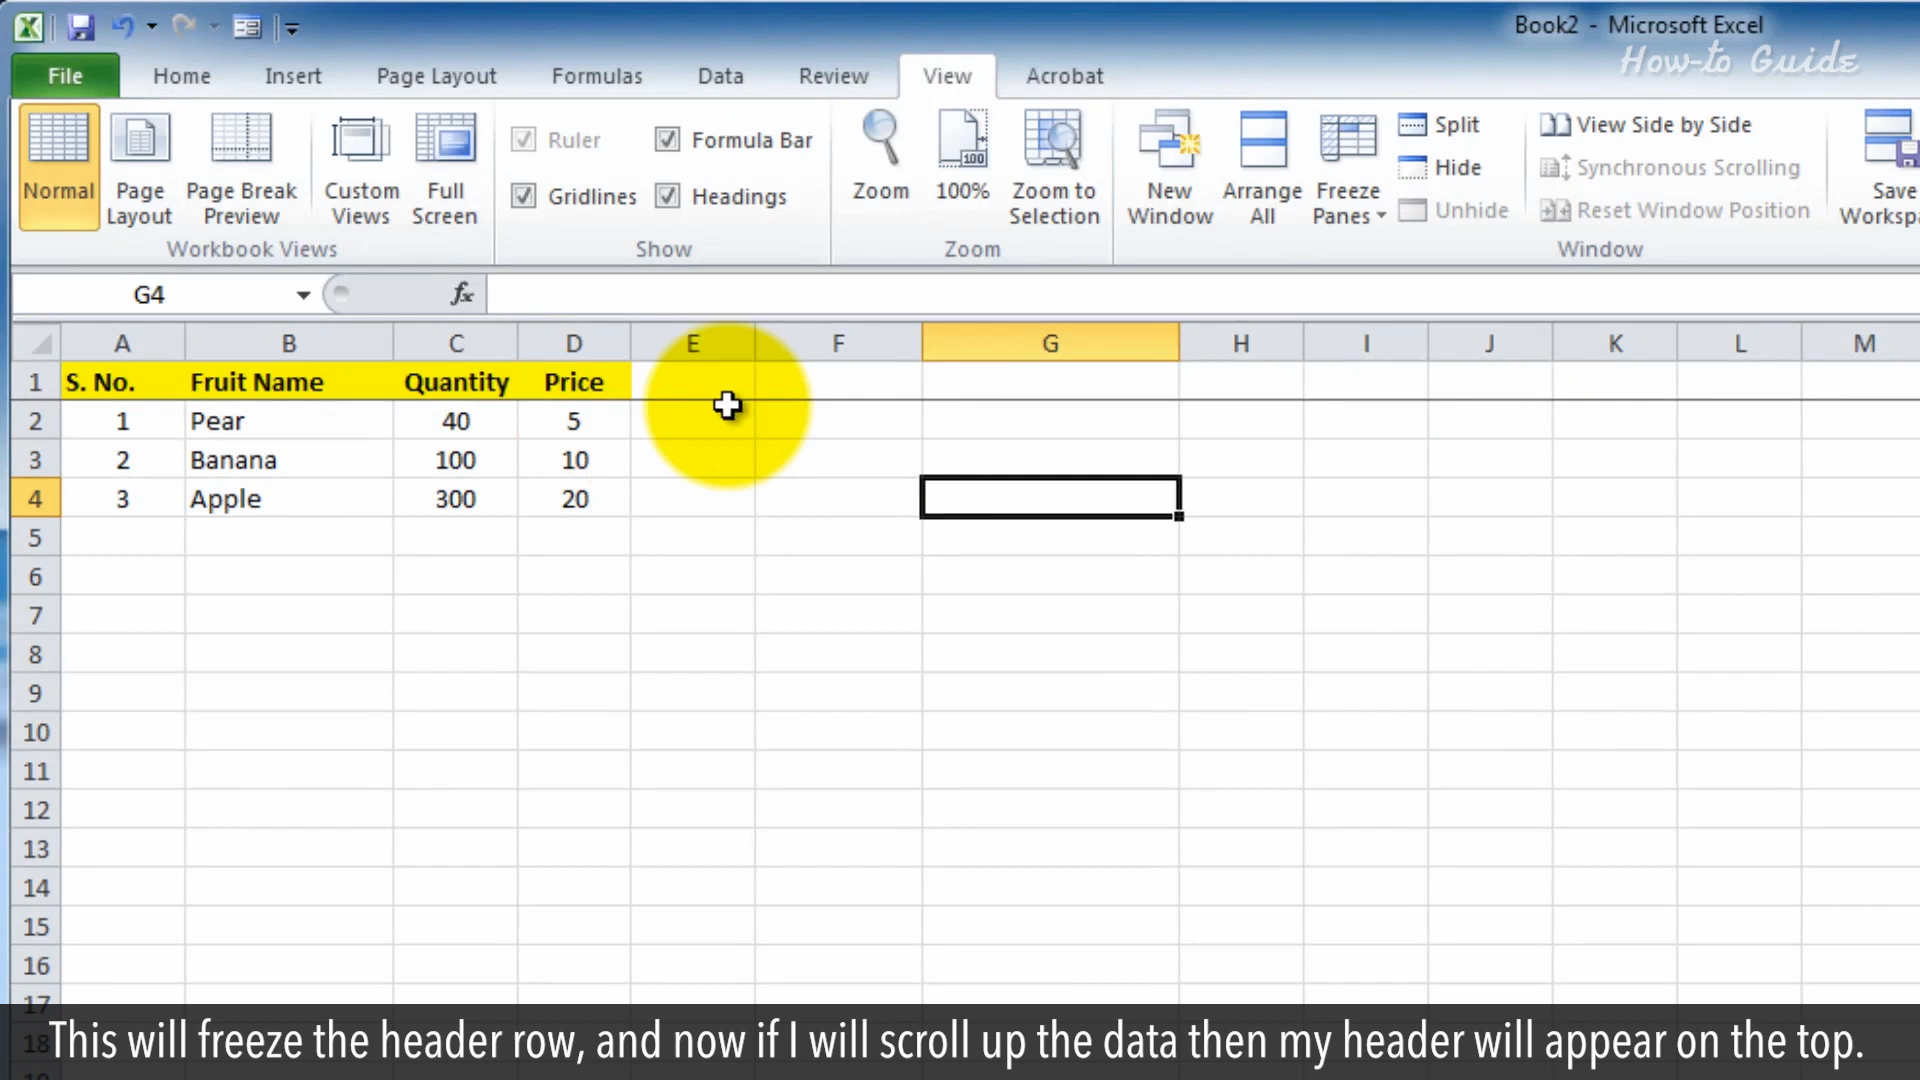 Book2 - Microsoft Excel
How-to Guide
File Home Insert Page Layout Formulas Data Review View Acrobat
Normal
Page Layout
Page Break Preview
Custom Views
Full Screen
Workbook Views
Ruler
Formula Bar
Gridlines
Headings
Show
Zoom
100
100%
Zoom to Selection
Zoom
New Window
Arrange All
Freeze Panes
Split
Hide
Unhide
View Side by Side
Synchronous Scrolling
Reset Window Position
Window
Save
G4
fx
A B C D E F G H I J K L M
1 S. No. Fruit Name Quantity Price
2 1 Pear 40 5
3 2 Banana 100 10
4 3 Apple 300 20
5
6
7
8
9
10
11
12
13
14
15
16
17
18
This will freeze the header row, and now if I will scroll up the data then my header will appear on the top.